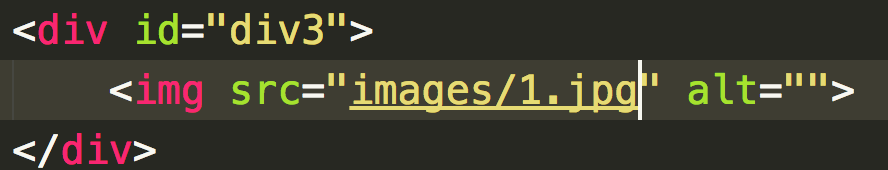 <div id="div3">
<img src="images/1.jpg" alt="">
</div>